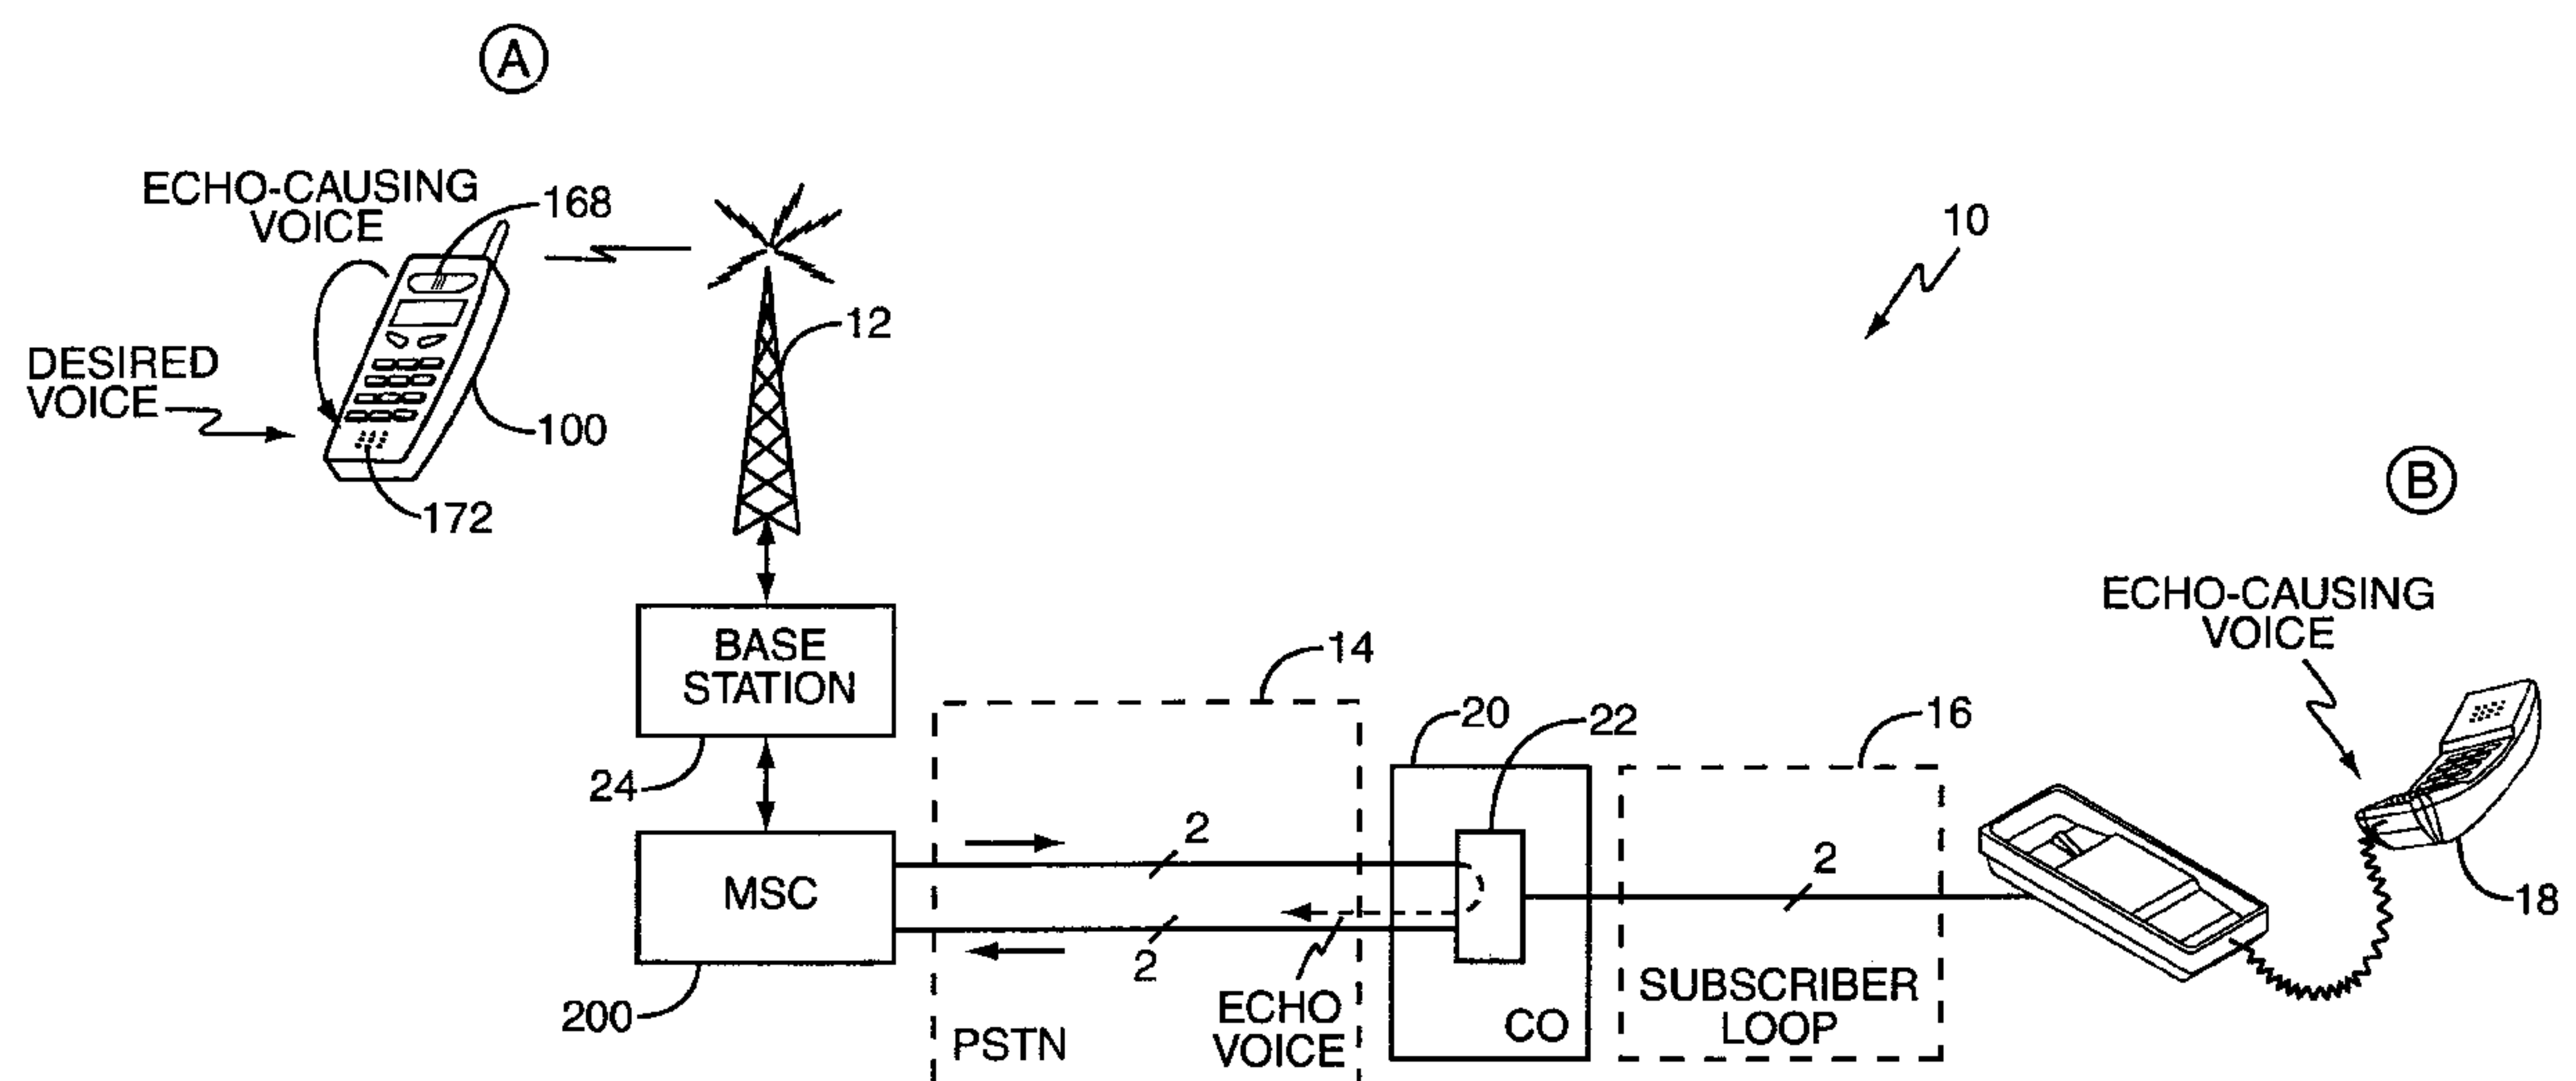 A
ECHO-CAUSING
VOICE
168
10
12
DESIRED
VOICE
100
172
B
ECHO-CAUSING
VOICE
BASE
STATION
14
20
22
16
24
2
2
18
MSC
2
200
PSTN
ECHO
VOICE
CO
SUBSCRIBER
LOOP